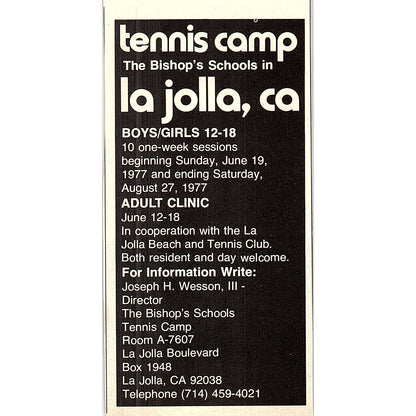 tennis camp
The Bishop's Schools in
la jolla, ca
BOYS/GIRLS 12-18
10 one-week sessions
beginning Sunday, June 19,
1977 and ending Saturday,
August 27, 1977
ADULT CLINIC
June 12-18
In cooperation with the La
Jolla Beach and Tennis Club.
Both resident and day welcome.
For Information Write:
Joseph H. Wesson, III -
Director
The Bishop's Schools
Tennis Camp
Room A-7607
La Jolla Boulevard
Box 1948
La Jolla, CA 92038
Telephone (714) 459-4021